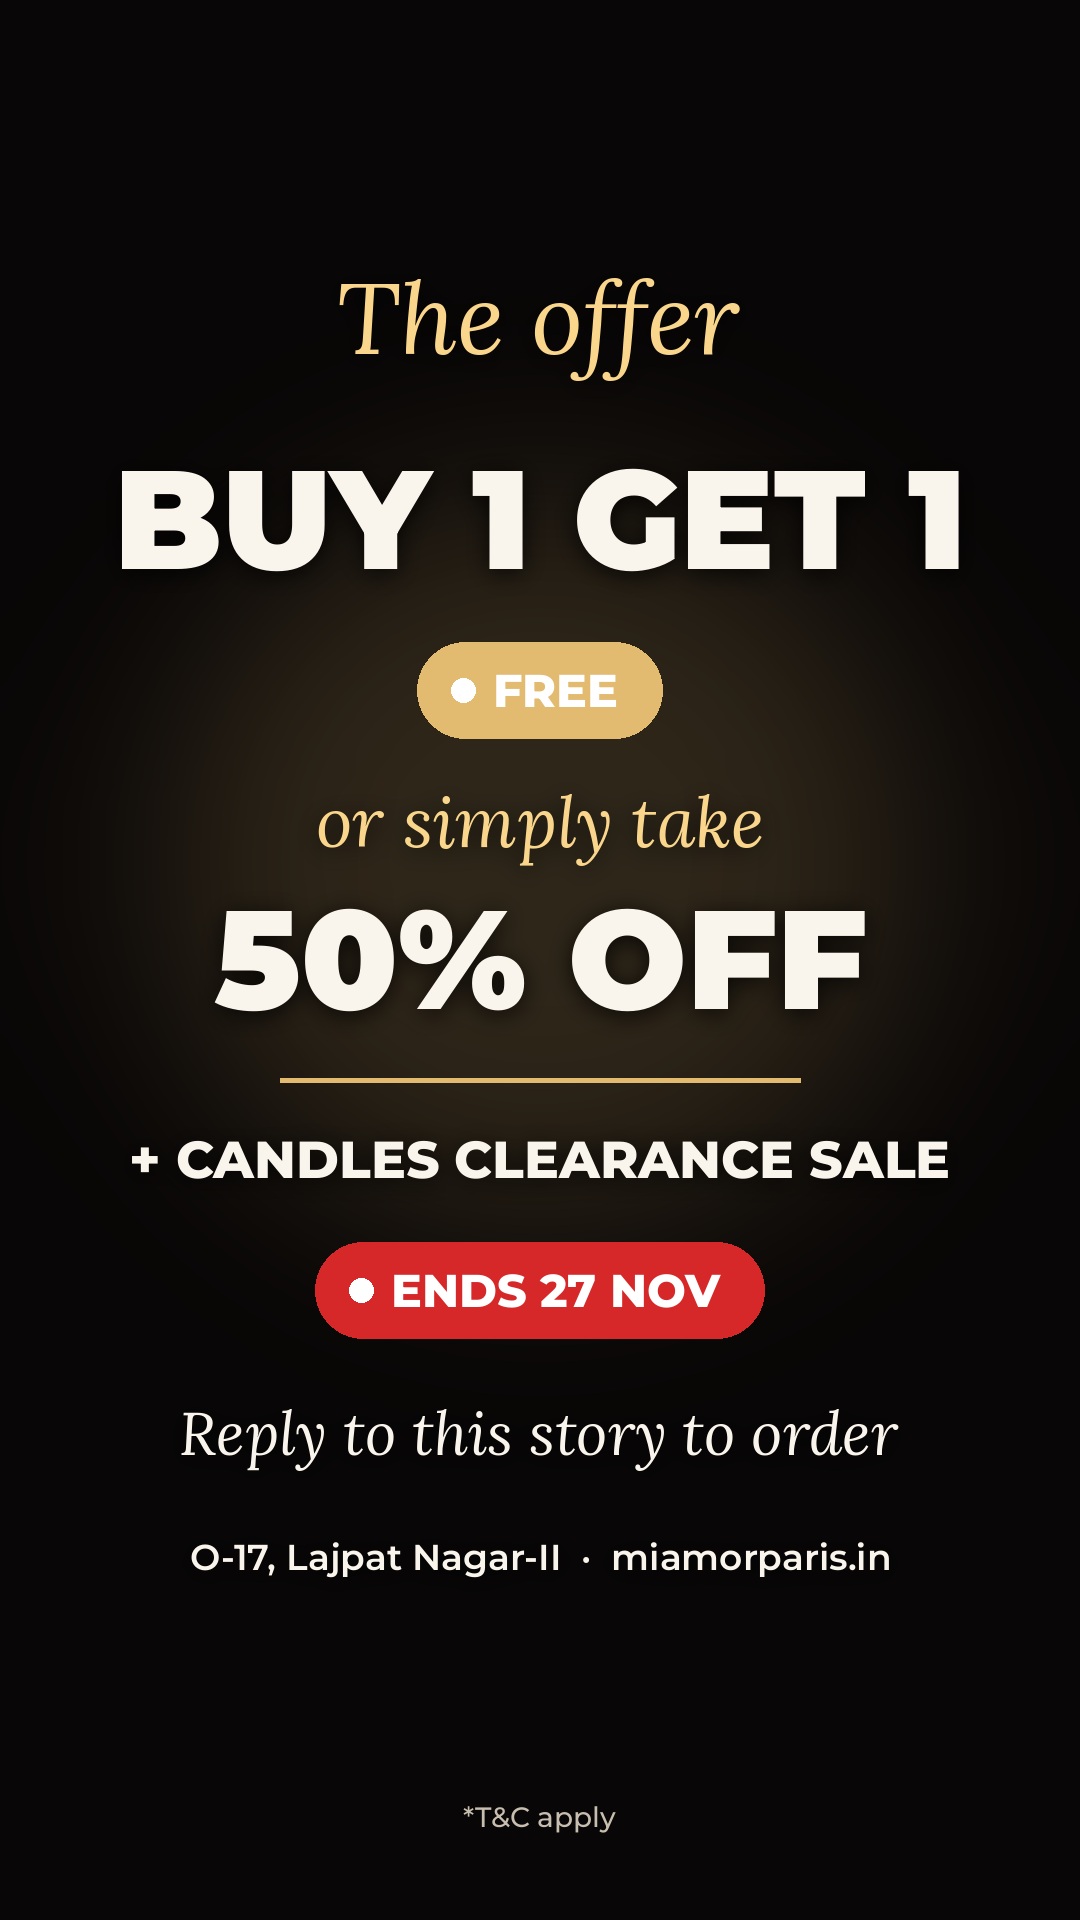 The offer
BUY 1 GET 1
FREE
or simply take
50% OFF
+ CANDLES CLEARANCE SALE
ENDS 27 NOV
Reply to this story to order
O-17, Lajpat Nagar-II · miamorparis.in
*T&C apply